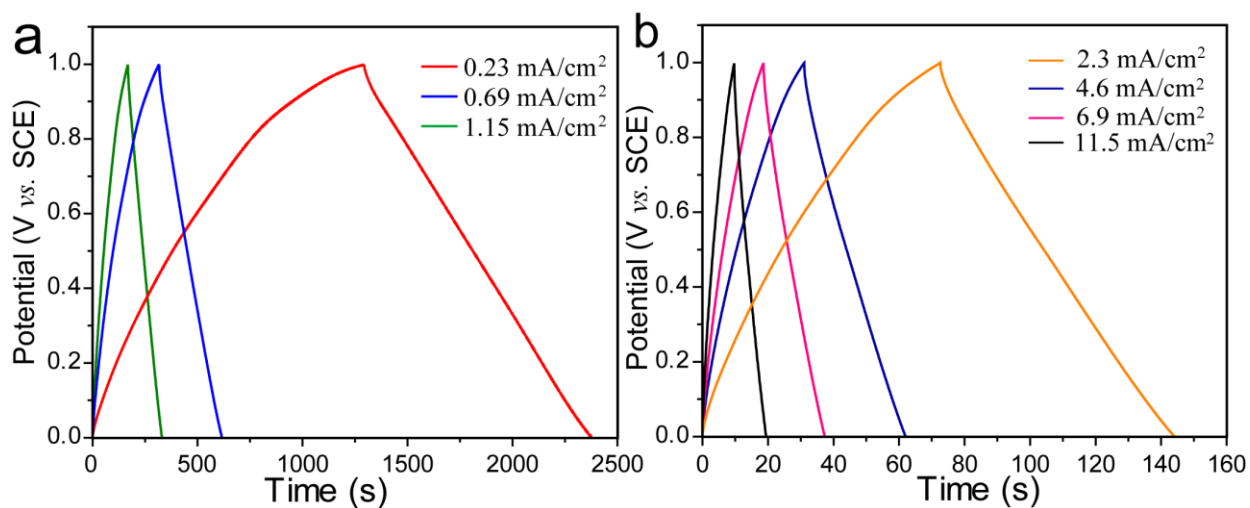 a
0.23 mA/cm²
0.69 mA/cm²
1.15 mA/cm²
1.0
0.8
0.6
0.4
0.2
0.0
0 500 1000 1500 2000 2500
Potential (V vs. SCE)
Time (s)
b
2.3 mA/cm²
4.6 mA/cm²
6.9 mA/cm²
11.5 mA/cm²
1.0
0.8
0.6
0.4
0.2
0.0
0 20 40 60 80 100 120 140 160
Potential (V vs. SCE)
Time (s)